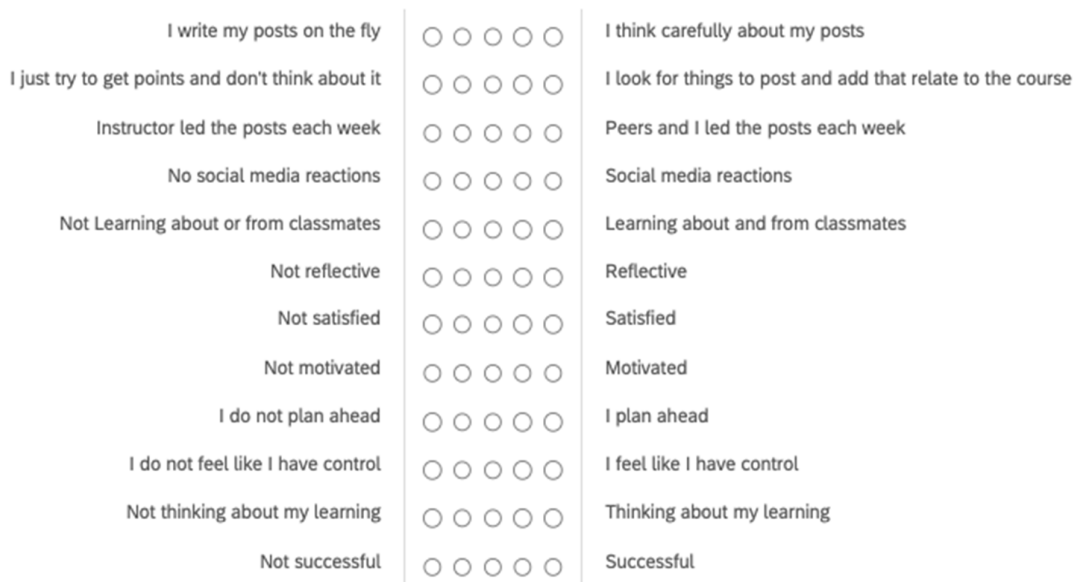 I write my posts on the fly I think carefully about my posts
I just try to get points and don't think about it I look for things to post and add that relate to the course
Instructor led the posts each week Peers and I led the posts each week
No social media reactions Social media reactions
Not Learning about or from classmates Learning about and from classmates
Not reflective Reflective
Not satisfied Satisfied
Not motivated Motivated
I do not plan ahead I plan ahead
I do not feel like I have control I feel like I have control
Not thinking about my learning Thinking about my learning
Not successful Successful